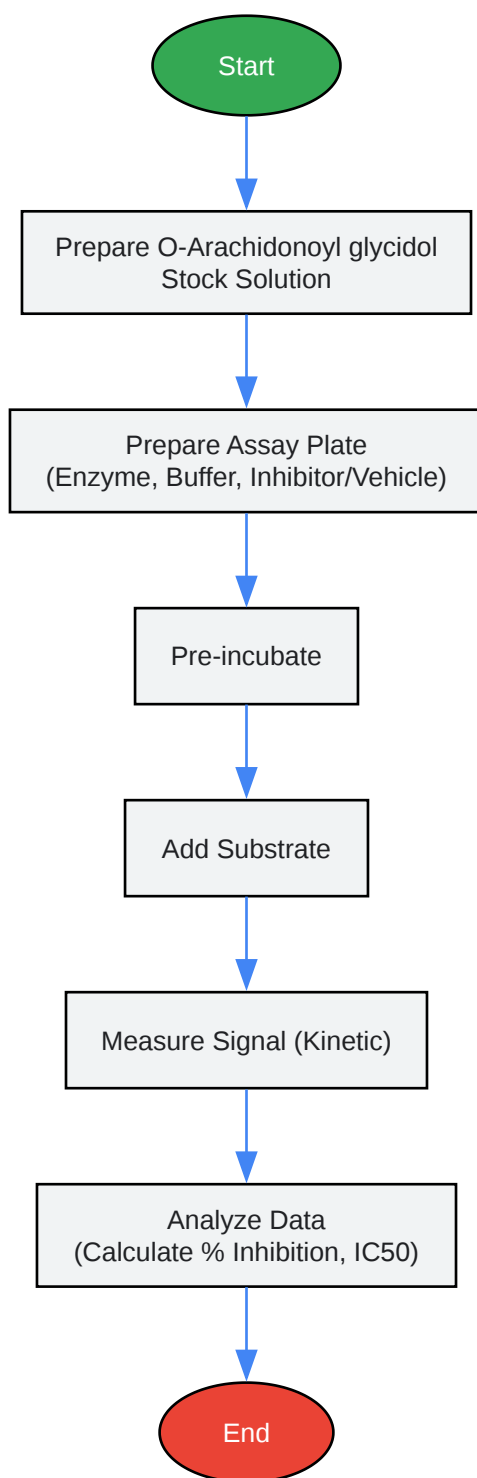 Start
Prepare O-Arachidonoyl glycidol
Stock Solution
Prepare Assay Plate
(Enzyme, Buffer, Inhibitor/Vehicle)
Pre-incubate
Add Substrate
Measure Signal (Kinetic)
Analyze Data
(Calculate % Inhibition, IC50)
End